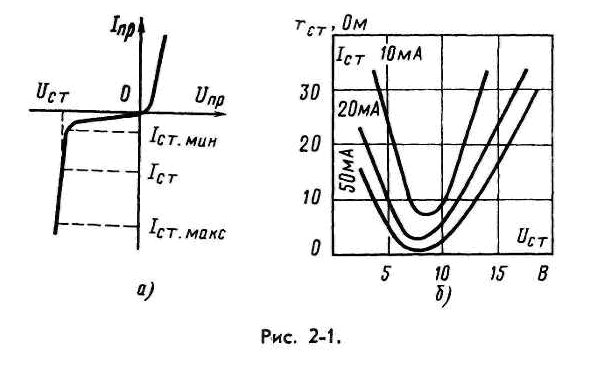 Iпр
Uст
0
Uпр
Iст.мин
Iст
Iст.макс
а)
rст, Ом
Iст 10мА
30
20мА
20
50мА
10
Uст
0
5 10 15 В
б)
Рис. 2-1.